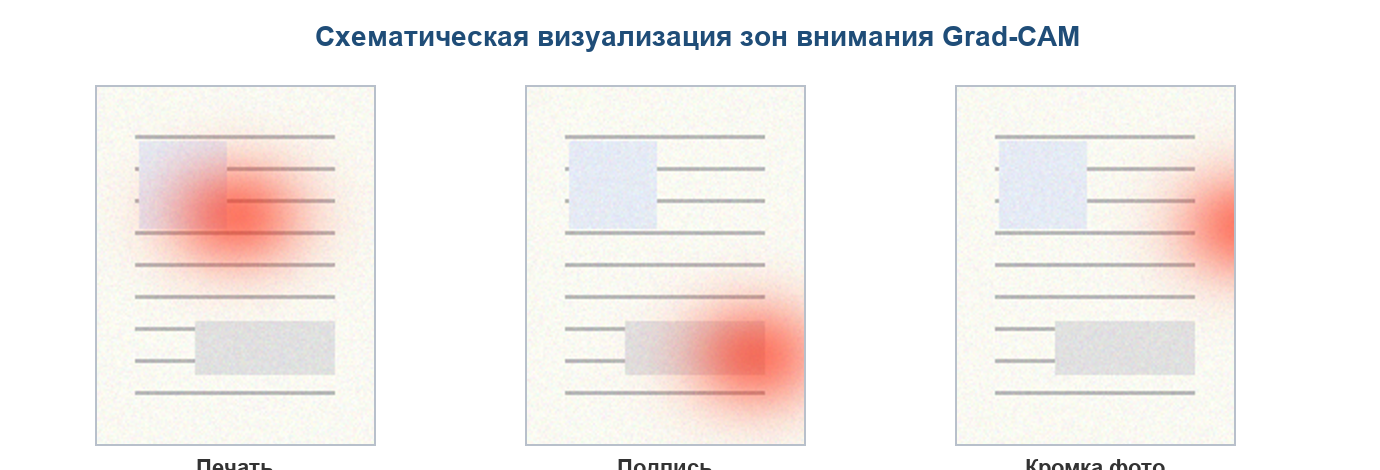 Схематическая визуализация зон внимания Grad-CAM
Печать
Подпись
Кромка фото